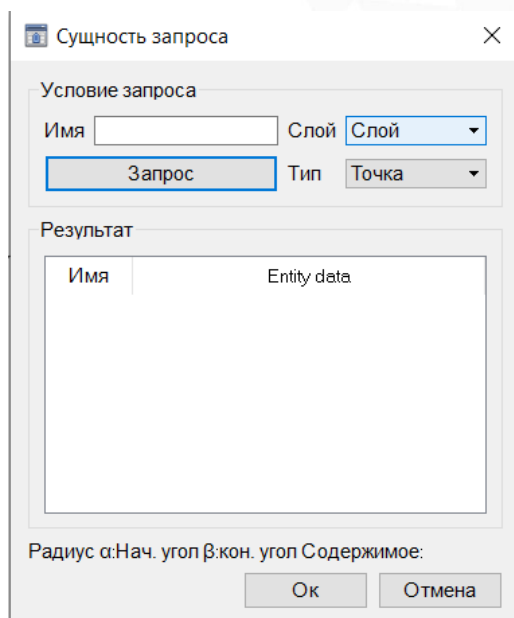 Сущность запроса
Условие запроса
Имя Слой Слой
Запрос Тип Точка
Результат
Имя Entity data
Радиус α:Нач. угол β:кон. угол Содержимое:
Ок Отмена